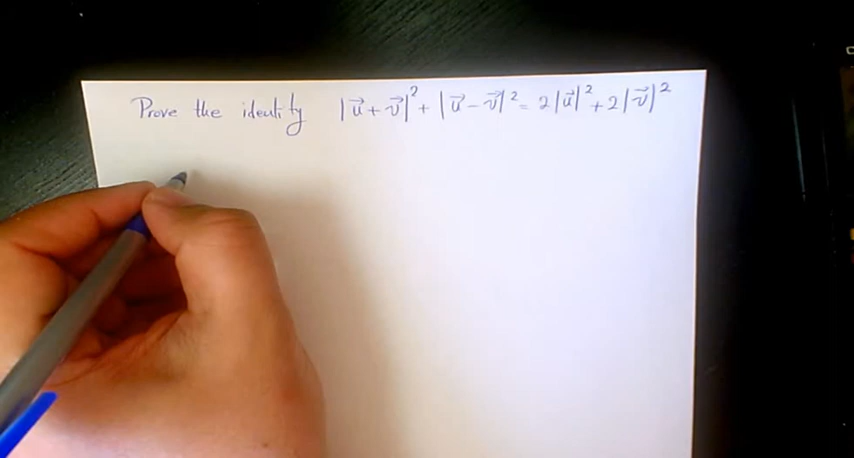 Prove the identity |u⃗ + v⃗|² + |u⃗ - v⃗|² = 2|u⃗|² + 2|v⃗|²